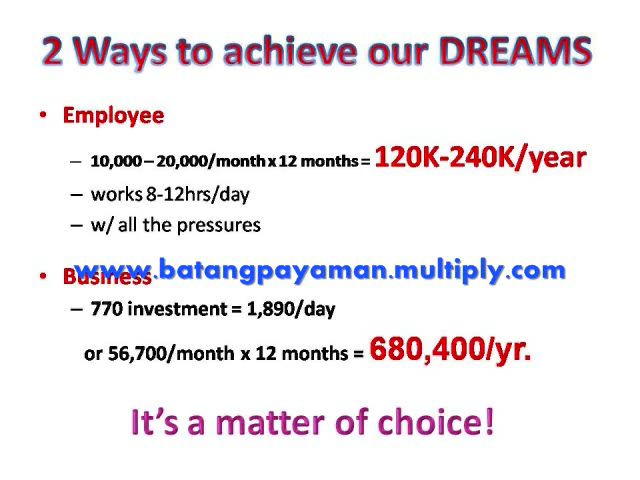 2 Ways to achieve our DREAMS
• Employee
– 10,000 – 20,000/month x 12 months = 120K-240K/year
– works 8-12hrs/day
– w/ all the pressures
• Business
www.batangpayaman.multiply.com
– 770 investment = 1,890/day
or 56,700/month x 12 months = 680,400/yr.
It's a matter of choice!